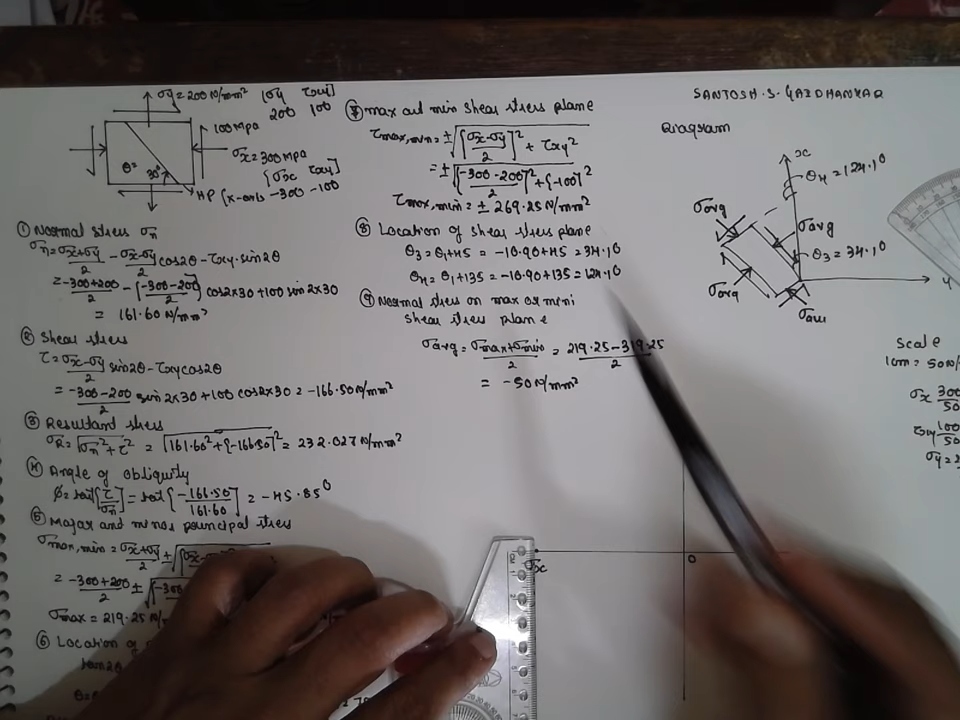 σy = 200 N/mm² [σy τxy]
200 100
100 MPa
σx = 300 MPa
[σx τxy]
-300 -100
θ = 30°
HP (x-axis)
① Normal stress σn
σn = σx+σy/2 - σx-σy/2 cos2θ - τxy·sin2θ
= -300+200/2 - (-300-200/2) cos2x30 + 100 sin2x30
= 161.60 N/mm²
② Shear stress
τ = σx-σy/2 sin2θ - τxy cos2θ
= -300-200/2 sin2x30 + 100 cos2x30 = -166.50 N/mm²
③ Resultant stress
σR = √σn²+τ² = √161.60²+(-166.50)² = 232.027 N/mm²
④ Angle of obliquity
φ = tan⁻¹[τ/σn] = tan⁻¹[-166.50/161.60] = -45.85°
⑤ Major and minor principal stress
σmax,min = σx+σy/2 ± √
= -300+200/2 ± √
σmax = 219.25 N/
⑥ Location of
tan2θ
⑦ max and min shear stress plane
τmax,min = ±√[σx-σy/2]² + τxy²
= ±√[-300-200/2]² + (-100)²
τmax,min = ± 269.25 N/mm²
⑧ Location of shear stress plane
θ3 = θ1+45 = -10.90+45 = 34.1°
θ4 = θ1+135 = -10.90+135 = 124.1°
⑨ Normal stress on max or mini
shear stress plane
σavg = σmax+σmin/2 = 219.25-319.25/2
= -50 N/mm²
SANTOSH.S.GAIDHANKAR
Diagram
x
θ4 = 124.1°
σavg
σavg
θ3 = 34.1°
y
σavg
σavg
Scale
1cm = 50N/
σx 300/50
τxy 100/50
σy =
σx
0